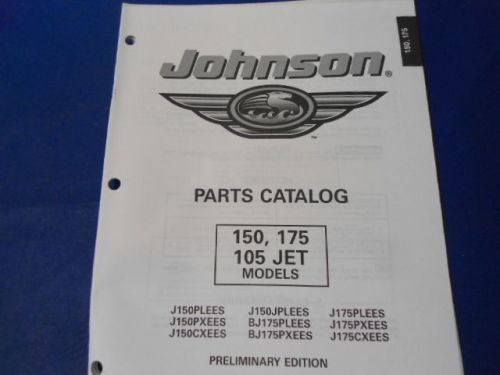 150, 175
Johnson®
™
PARTS CATALOG
150, 175
105 JET
MODELS
J150PLEES J150JPLEES J175PLEES
J150PXEES BJ175PLEES J175PXEES
J150CXEES BJ175PXEES J175CXEES
PRELIMINARY EDITION